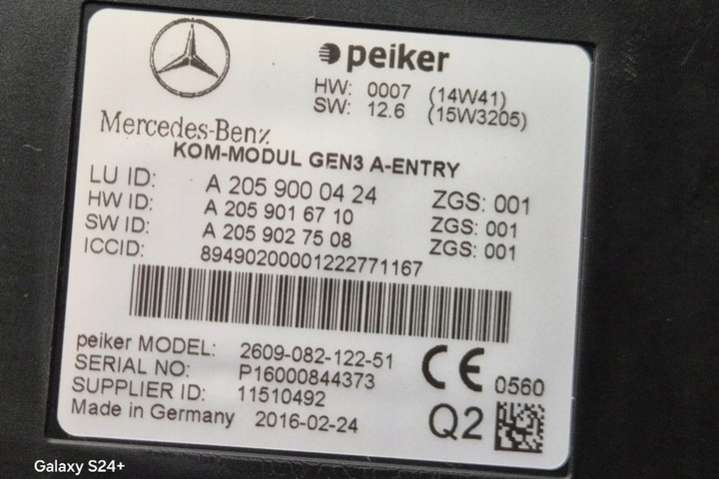 peiker
HW: 0007 (14W41)
SW: 12.6 (15W3205)
Mercedes-Benz
KOM-MODUL GEN3 A-ENTRY
LU ID: A 205 900 04 24 ZGS: 001
HW ID: A 205 901 67 10 ZGS: 001
SW ID: A 205 902 75 08 ZGS: 001
ICCID: 89490200001222771167
peiker MODEL: 2609-082-122-51
SERIAL NO: P16000844373
SUPPLIER ID: 11510492
Made in Germany 2016-02-24
CE 0560
Q2
Galaxy S24+